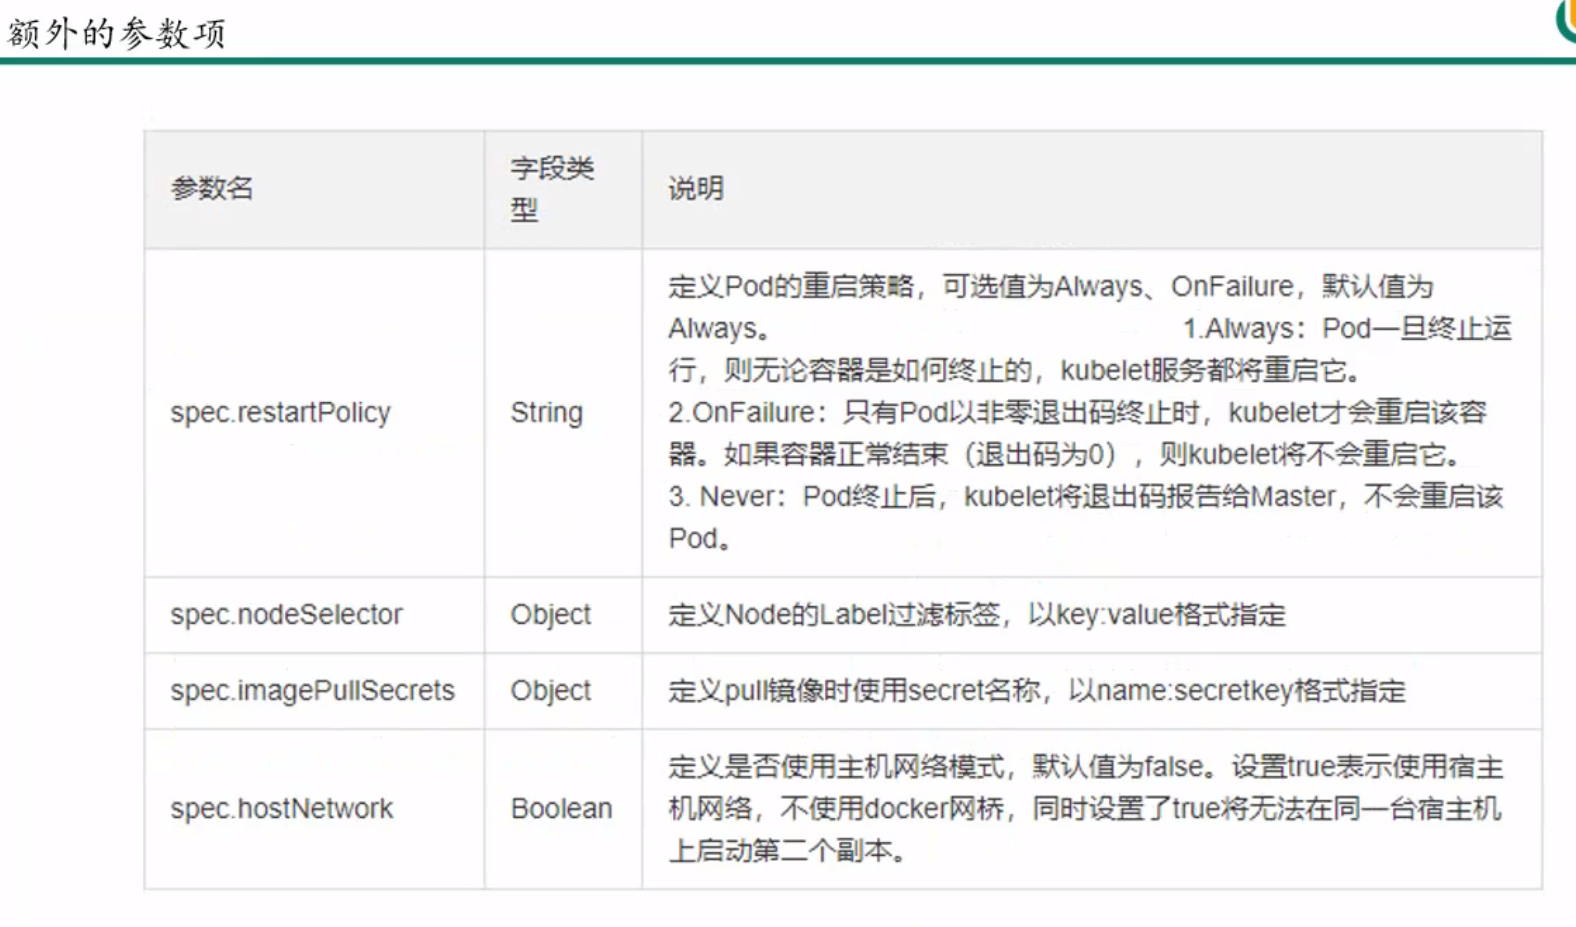 额外的参数项
参数名
字段类
型
说明
spec.restartPolicy
String
定义Pod的重启策略，可选值为Always、OnFailure，默认值为
Always。 1.Always：Pod一旦终止运
行，则无论容器是如何终止的，kubelet服务都将重启它。
2.OnFailure：只有Pod以非零退出码终止时，kubelet才会重启该容
器。如果容器正常结束（退出码为0），则kubelet将不会重启它。
3. Never：Pod终止后，kubelet将退出码报告给Master，不会重启该
Pod。
spec.nodeSelector
Object
定义Node的Label过滤标签，以key:value格式指定
spec.imagePullSecrets
Object
定义pull镜像时使用secret名称，以name:secretkey格式指定
spec.hostNetwork
Boolean
定义是否使用主机网络模式，默认值为false。设置true表示使用宿主
机网络，不使用docker网桥，同时设置了true将无法在同一台宿主机
上启动第二个副本。